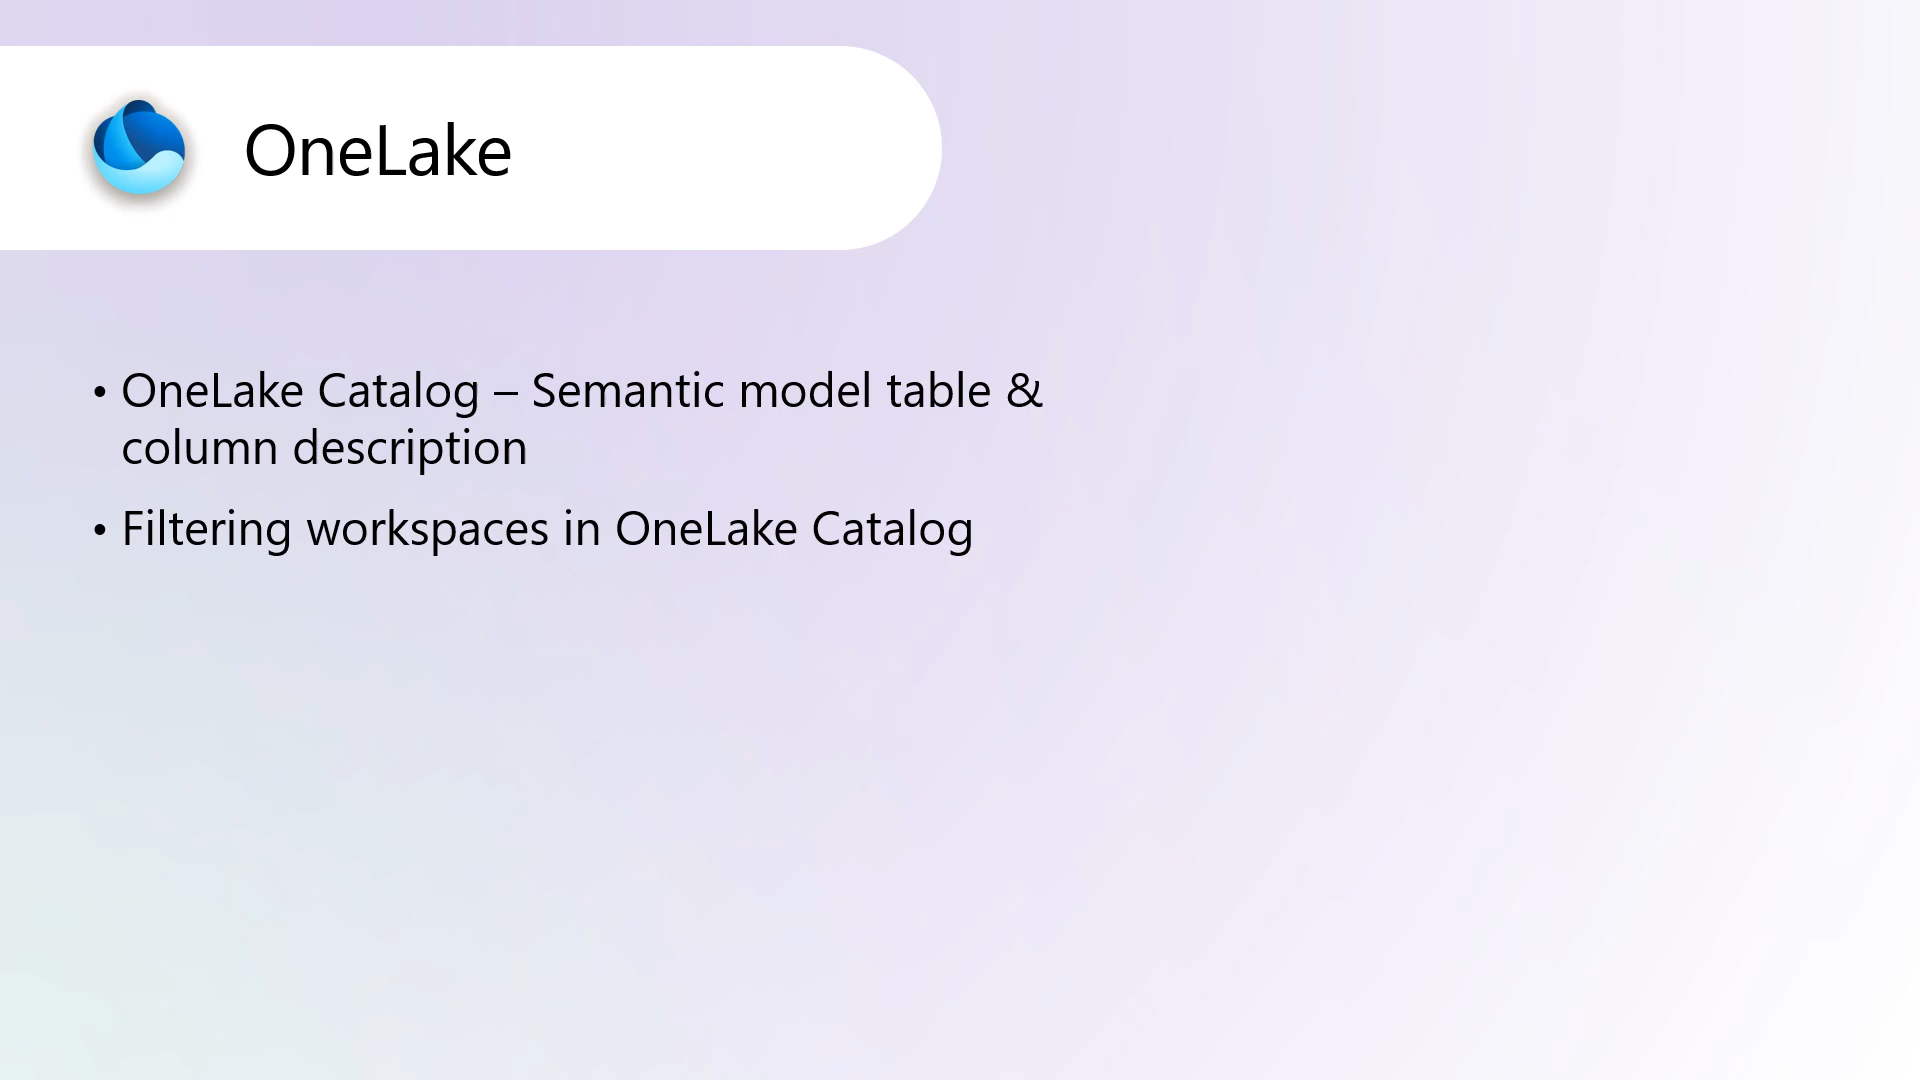 OneLake
• OneLake Catalog – Semantic model table &
column description
• Filtering workspaces in OneLake Catalog